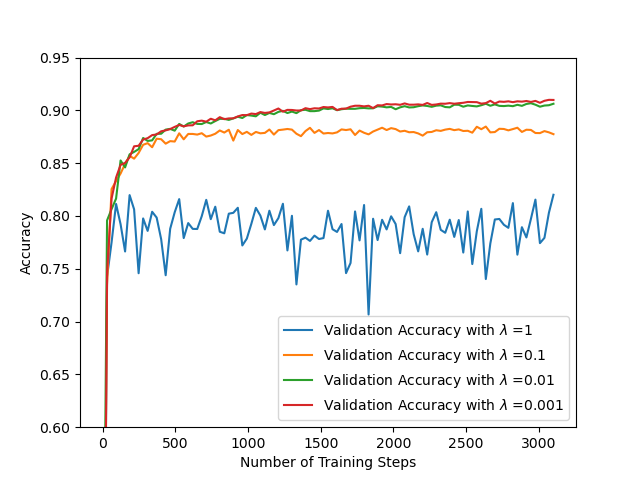 0.95
0.90
0.85
0.80
0.75
0.70
0.65
0.60
Accuracy
Validation Accuracy with λ =1
Validation Accuracy with λ =0.1
Validation Accuracy with λ =0.01
Validation Accuracy with λ =0.001
0 500 1000 1500 2000 2500 3000
Number of Training Steps